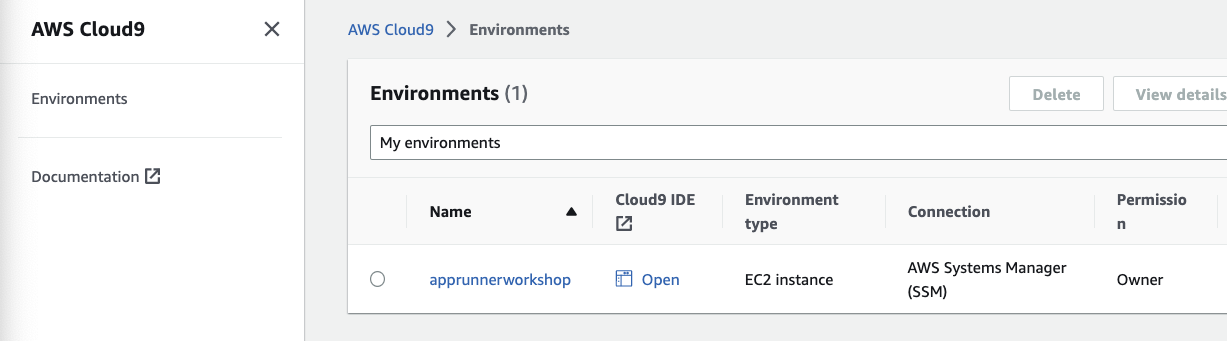 AWS Cloud9
AWS Cloud9 > Environments
Environments
Documentation
Environments (1)
Delete
View details
My environments
Name
Cloud9 IDE
Environment
type
Connection
Permissio
n
apprunnerworkshop
Open
EC2 instance
AWS Systems Manager
(SSM)
Owner